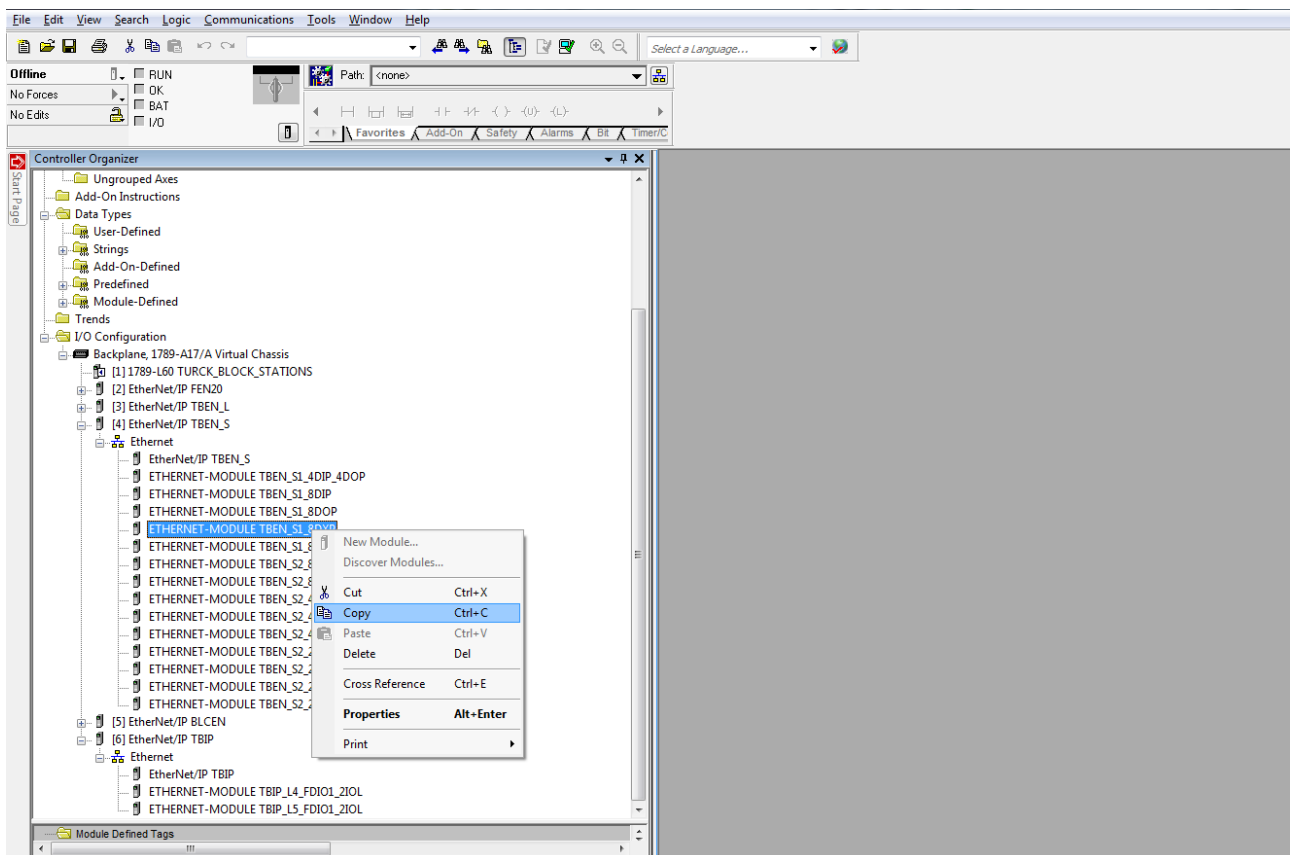 File Edit View Search Logic Communications Tools Window Help
Select a Language...
Offline RUN Path: <none>
No Forces OK
No Edits BAT
I/O
Favorites Add-On Safety Alarms Bit Timer/C
Controller Organizer
Start Page
Ungrouped Axes
Add-On Instructions
Data Types
User-Defined
Strings
Add-On-Defined
Predefined
Module-Defined
Trends
I/O Configuration
Backplane, 1789-A17/A Virtual Chassis
[1] 1789-L60 TURCK_BLOCK_STATIONS
[2] EtherNet/IP FEN20
[3] EtherNet/IP TBEN_L
[4] EtherNet/IP TBEN_S
Ethernet
EtherNet/IP TBEN_S
ETHERNET-MODULE TBEN_S1_4DIP_4DOP
ETHERNET-MODULE TBEN_S1_8DIP
ETHERNET-MODULE TBEN_S1_8DOP
ETHERNET-MODULE TBEN_S1_8DXP
ETHERNET-MODULE TBEN_S1_8
ETHERNET-MODULE TBEN_S2_8
ETHERNET-MODULE TBEN_S2_8
ETHERNET-MODULE TBEN_S2_4
ETHERNET-MODULE TBEN_S2_4
ETHERNET-MODULE TBEN_S2_4
ETHERNET-MODULE TBEN_S2_2
ETHERNET-MODULE TBEN_S2_2
ETHERNET-MODULE TBEN_S2_2
ETHERNET-MODULE TBEN_S2_2
[5] EtherNet/IP BLCEN
[6] EtherNet/IP TBIP
Ethernet
EtherNet/IP TBIP
ETHERNET-MODULE TBIP_L4_FDIO1_2IOL
ETHERNET-MODULE TBIP_L5_FDIO1_2IOL
Module Defined Tags
New Module...
Discover Modules...
Cut Ctrl+X
Copy Ctrl+C
Paste Ctrl+V
Delete Del
Cross Reference Ctrl+E
Properties Alt+Enter
Print